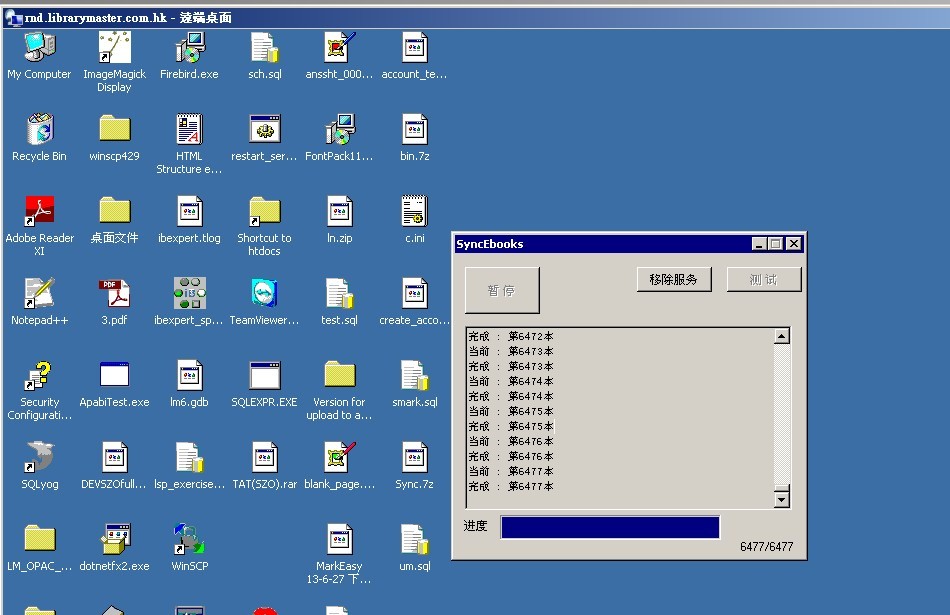 rnd.librarymaster.com.hk - 遠端桌面
My Computer
ImageMagick
Display
Firebird.exe
sch.sql
anssht_000...
account_te...
Recycle Bin
winscp429
HTML
Structure e...
restart_ser...
FontPack11...
bin.7z
Adobe Reader
XI
桌面文件
ibexpert.tlog
Shortcut to
htdocs
ln.zip
c.ini
Notepad++
3.pdf
ibexpert_sp...
TeamViewer...
test.sql
create_acco...
Security
Configurati...
ApabiTest.exe
lm6.gdb
SQLEXPR.EXE
Version for
upload to a...
smark.sql
SQLyog
DEVSZOfull...
lsp_exercise...
TAT(SZO).rar
blank_page....
Sync.7z
LM_OPAC_...
dotnetfx2.exe
WinSCP
MarkEasy
13-6-27 下...
um.sql
SyncEbooks
暂停
移除服务
测试
完成 : 第6472本
当前 : 第6473本
完成 : 第6473本
当前 : 第6474本
完成 : 第6474本
当前 : 第6475本
完成 : 第6475本
当前 : 第6476本
完成 : 第6476本
当前 : 第6477本
完成 : 第6477本
进度
6477/6477